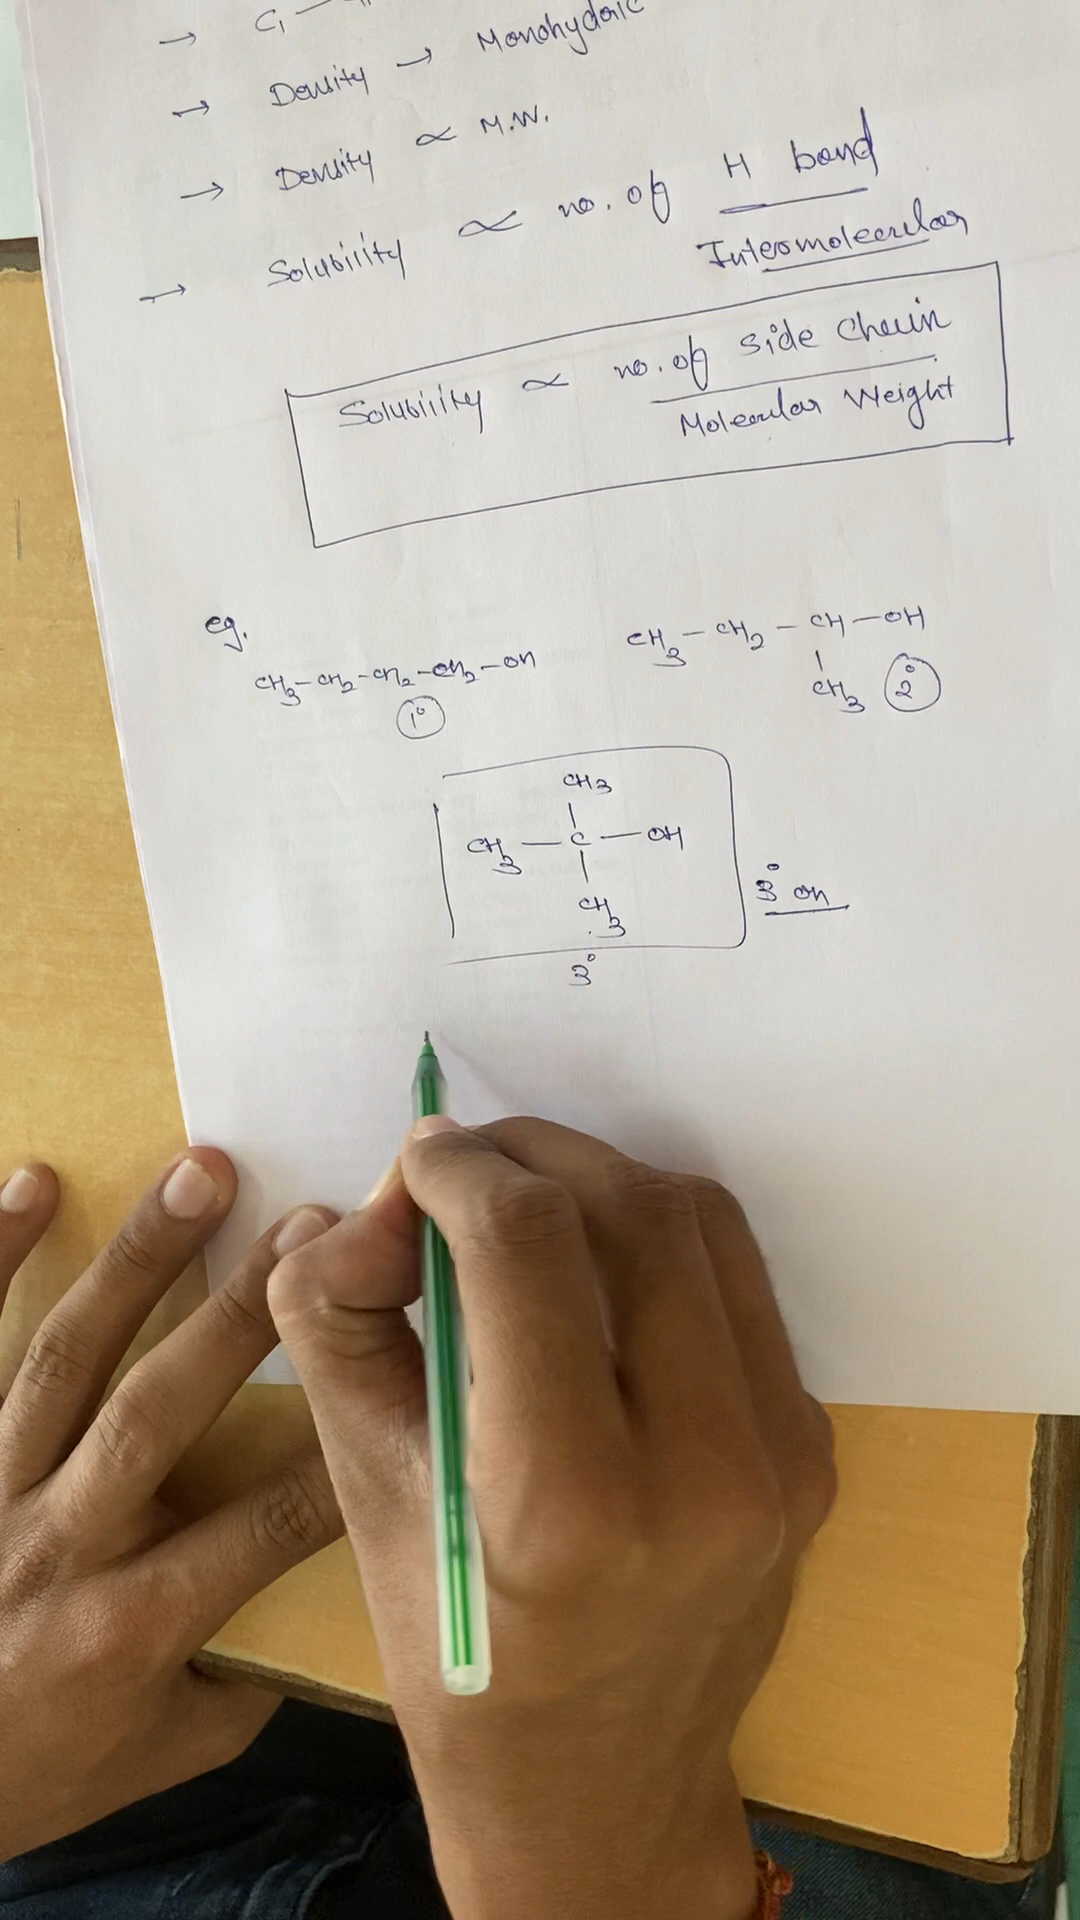 → C₁ —
→ Density → Monohydric
→ Density ∝ M.W.
→ Solubility ∝ no. of H bond
Intermolecular
Solubility ∝ no. of side chain
Molecular Weight
eg.
CH₃–CH₂–CH₂–CH₂–OH
1°
CH₃–CH₂–CH–OH
|
CH₃ 2°
CH₃
|
CH₃–C–OH
|
CH₃
3° OH
3°